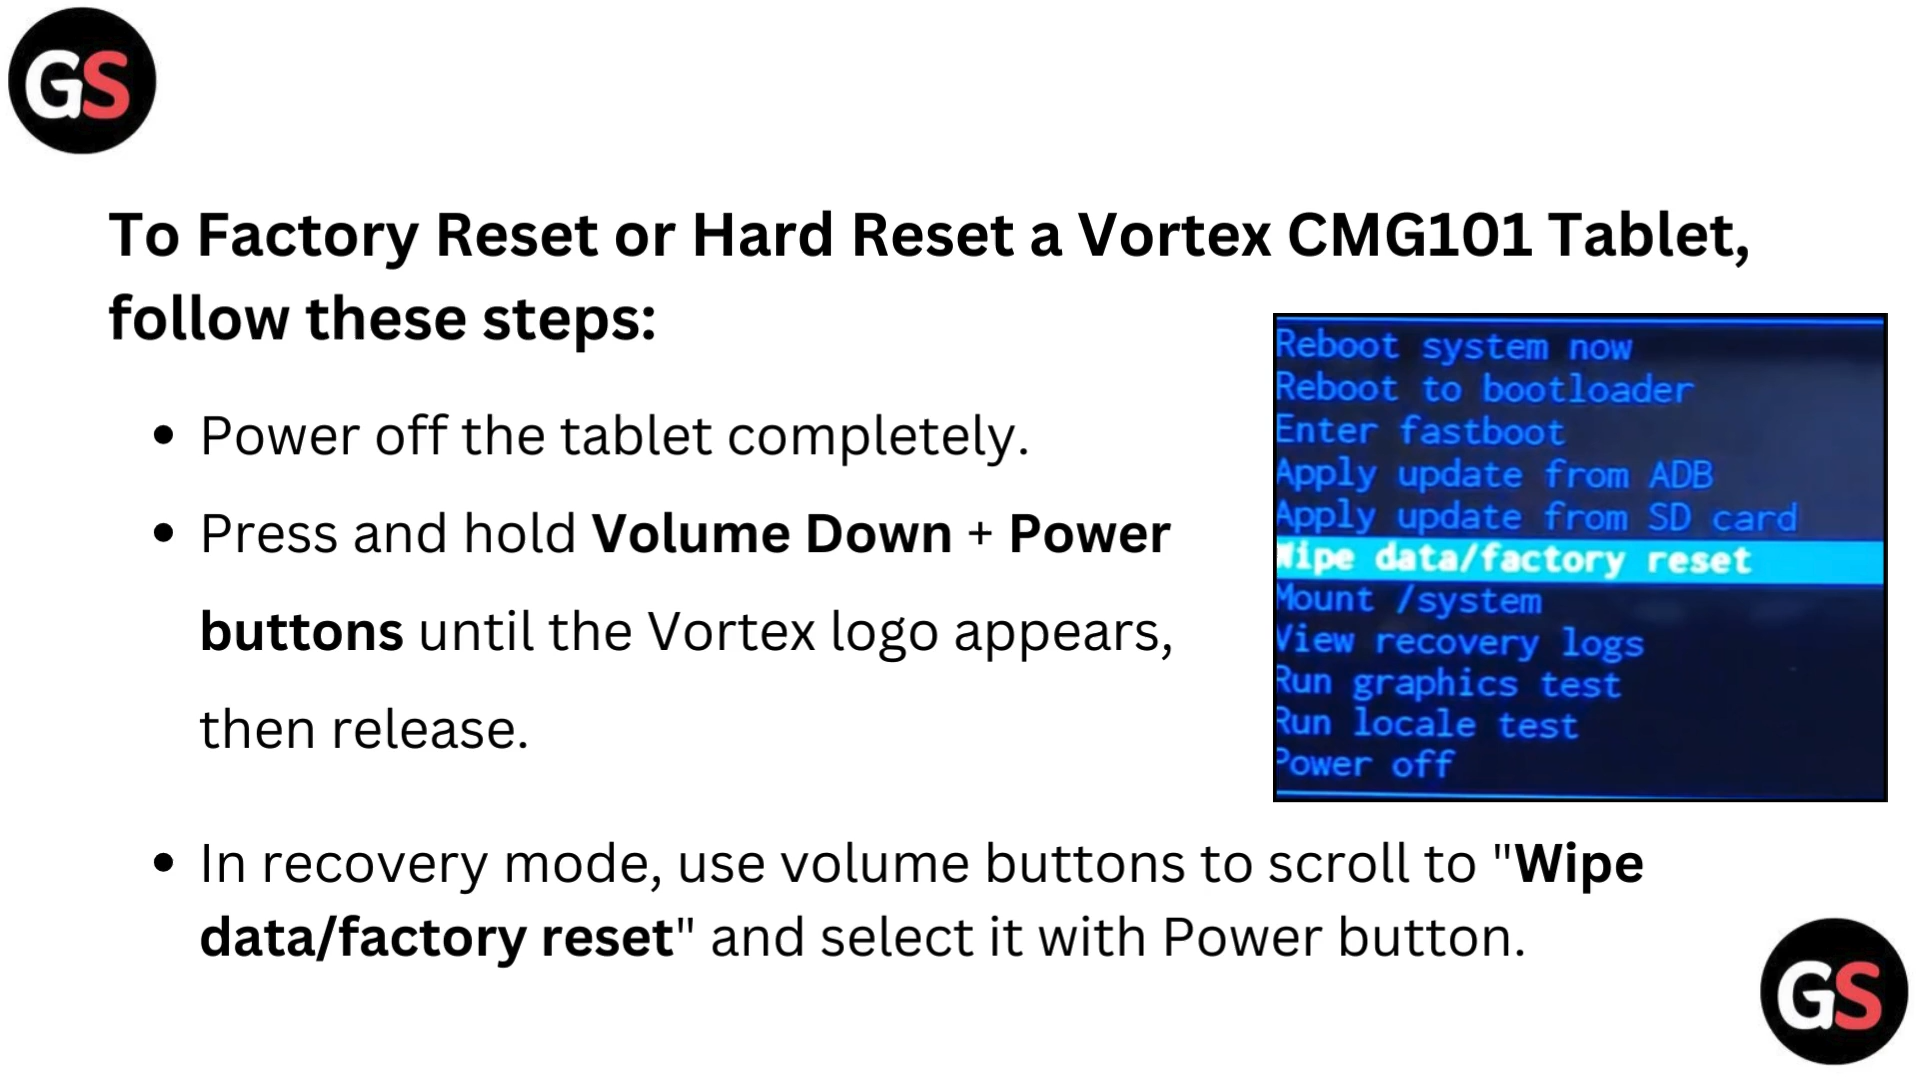 GS
To Factory Reset or Hard Reset a Vortex CMG101 Tablet,
follow these steps:
• Power off the tablet completely.
• Press and hold Volume Down + Power
buttons until the Vortex logo appears,
then release.
Reboot system now
Reboot to bootloader
Enter fastboot
Apply update from ADB
Apply update from SD card
Wipe data/factory reset
Mount /system
View recovery logs
Run graphics test
Run locale test
Power off
• In recovery mode, use volume buttons to scroll to "Wipe
data/factory reset" and select it with Power button.
GS